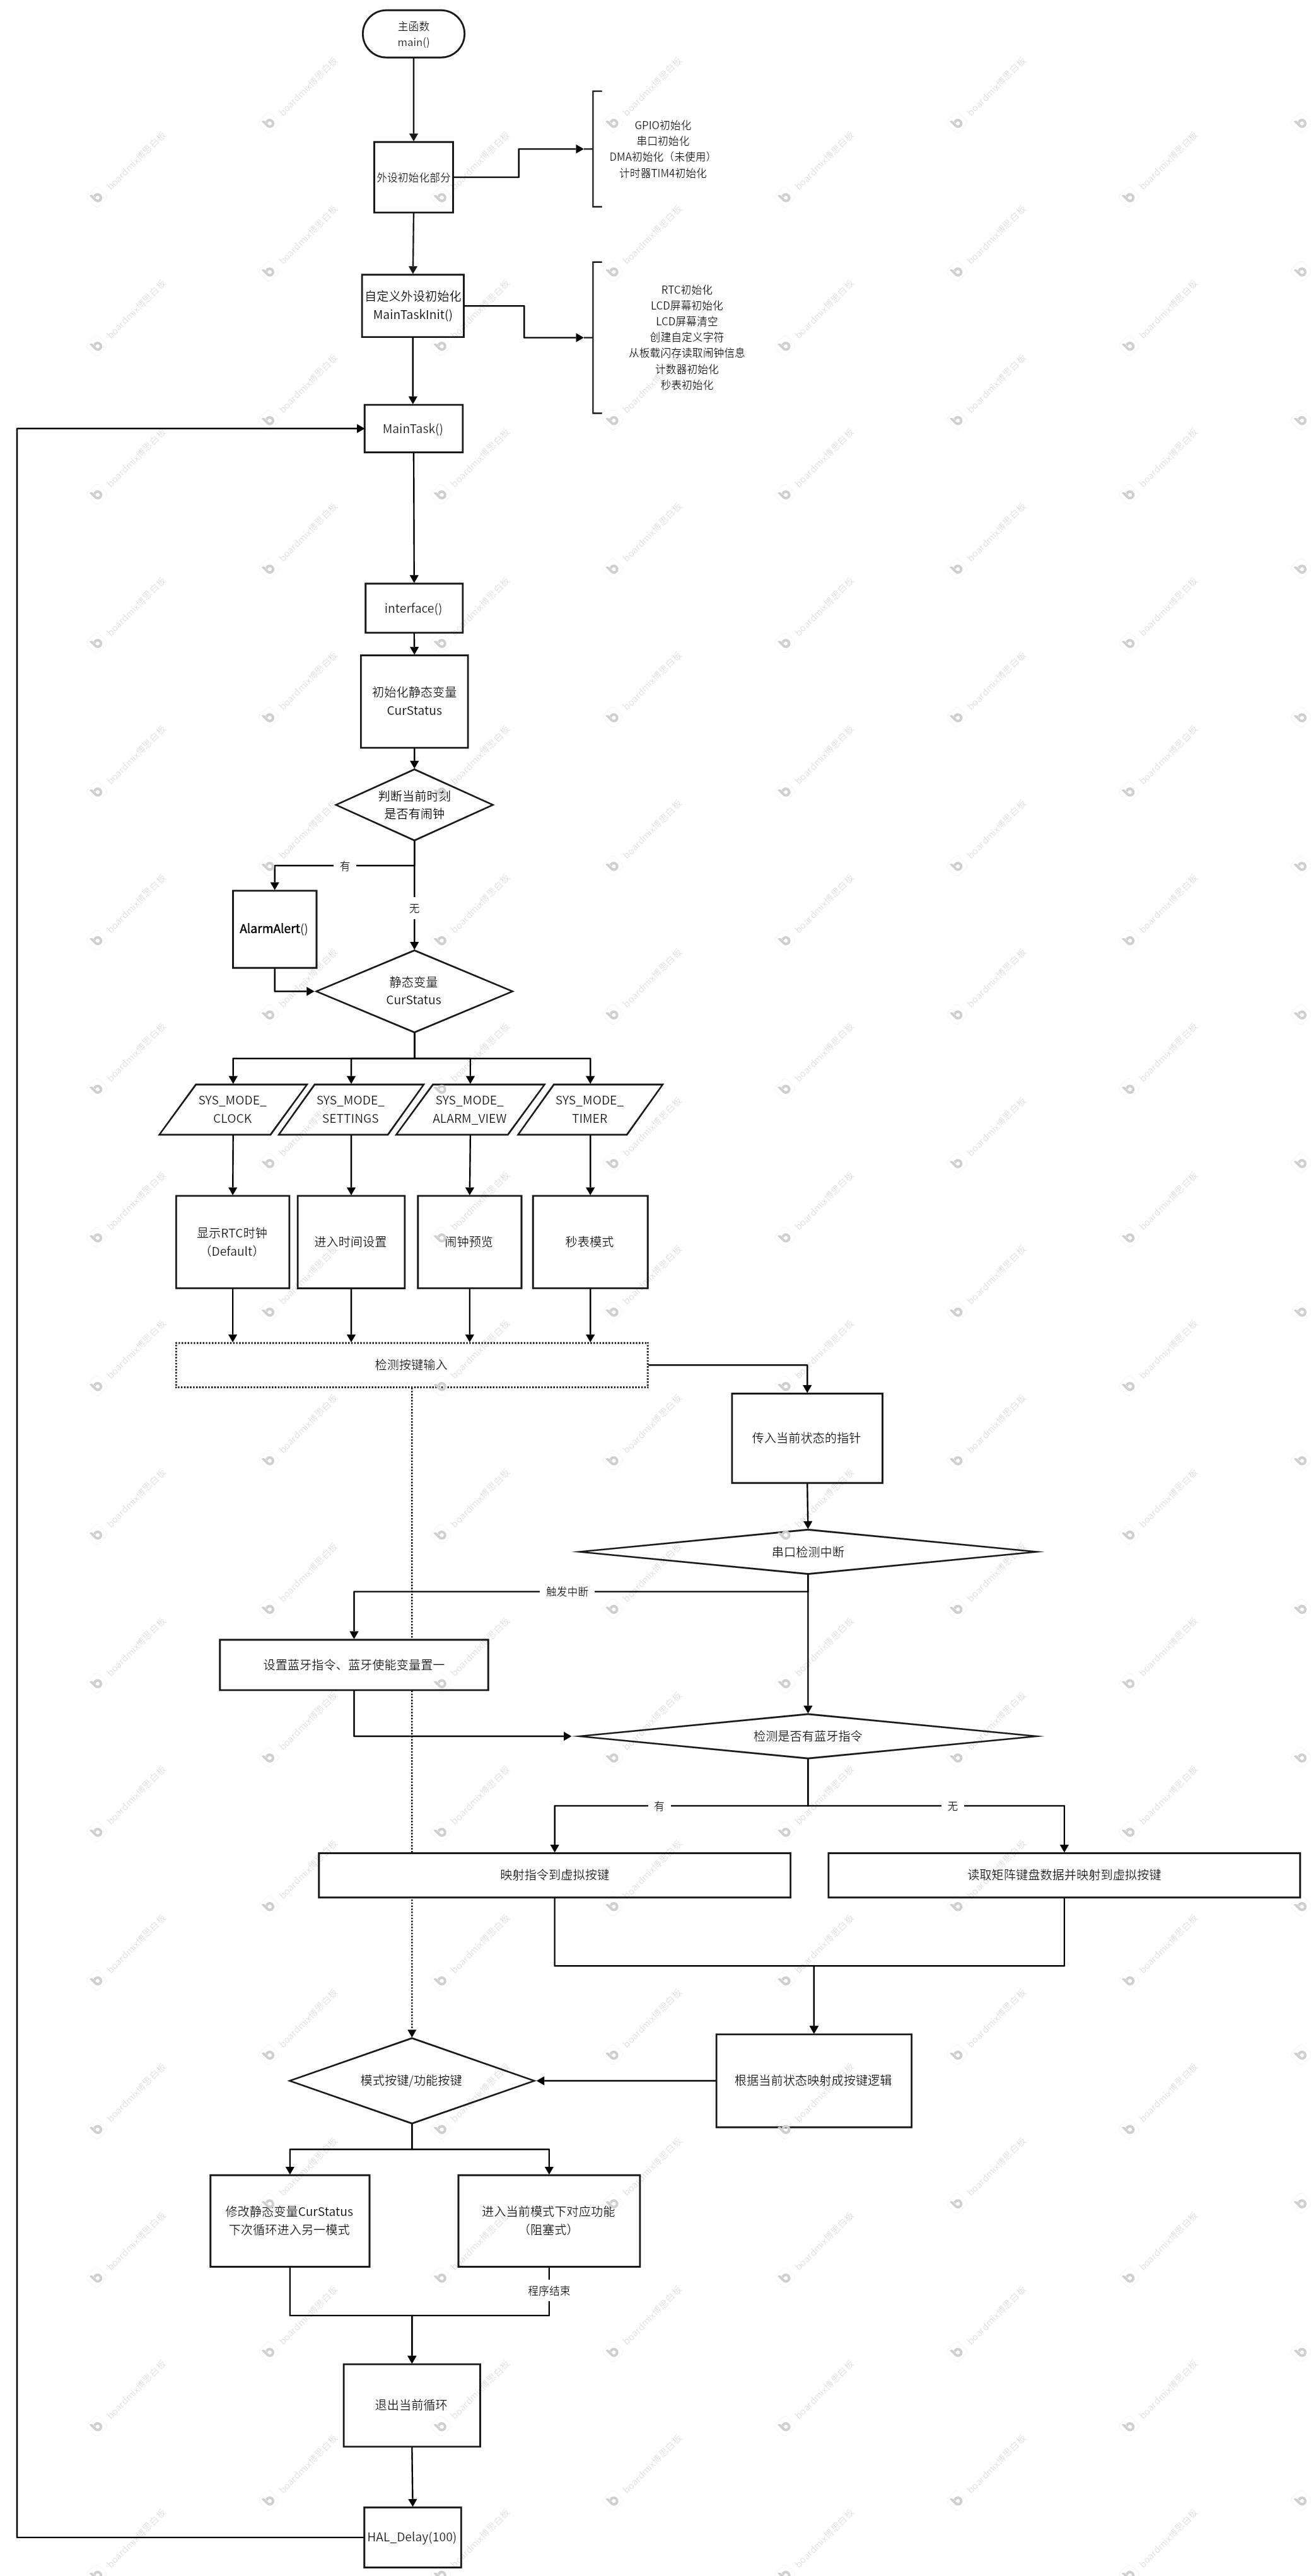 主函数
main()
外设初始化部分
GPIO初始化
串口初始化
DMA初始化（未使用）
计时器TIM4初始化
自定义外设初始化
MainTaskInit()
RTC初始化
LCD屏幕初始化
LCD屏幕清空
创建自定义字符
从板载闪存读取闹钟信息
计数器初始化
秒表初始化
MainTask()
interface()
初始化静态变量
CurStatus
判断当前时刻
是否有闹钟
有
无
AlarmAlert()
静态变量
CurStatus
SYS_MODE_
CLOCK
SYS_MODE_
SETTINGS
SYS_MODE_
ALARM_VIEW
SYS_MODE_
TIMER
显示RTC时钟
（Default）
进入时间设置
闹钟预览
秒表模式
检测按键输入
传入当前状态的指针
串口检测中断
触发中断
设置蓝牙指令、蓝牙使能变量置一
检测是否有蓝牙指令
有
无
映射指令到虚拟按键
读取矩阵键盘数据并映射到虚拟按键
模式按键/功能按键
根据当前状态映射成按键逻辑
修改静态变量CurStatus
下次循环进入另一模式
进入当前模式下对应功能
（阻塞式）
程序结束
退出当前循环
HAL_Delay(100)
boardmix博思白板